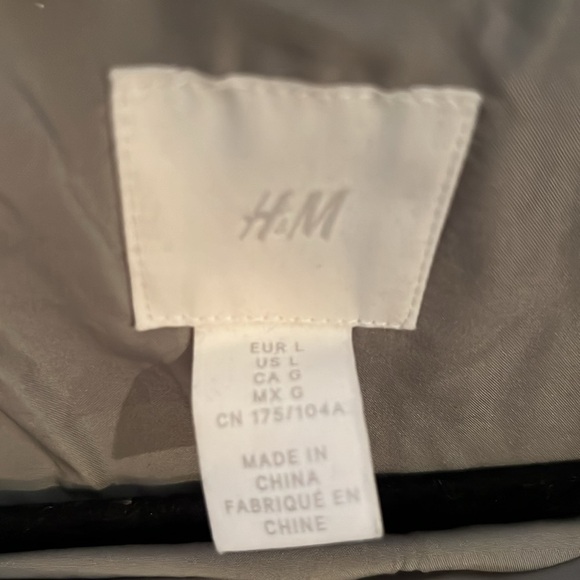 H&M
EUR L
US L
CA G
MX G
CN 175/104A
MADE IN
CHINA
FABRIQUÉ EN
CHINE